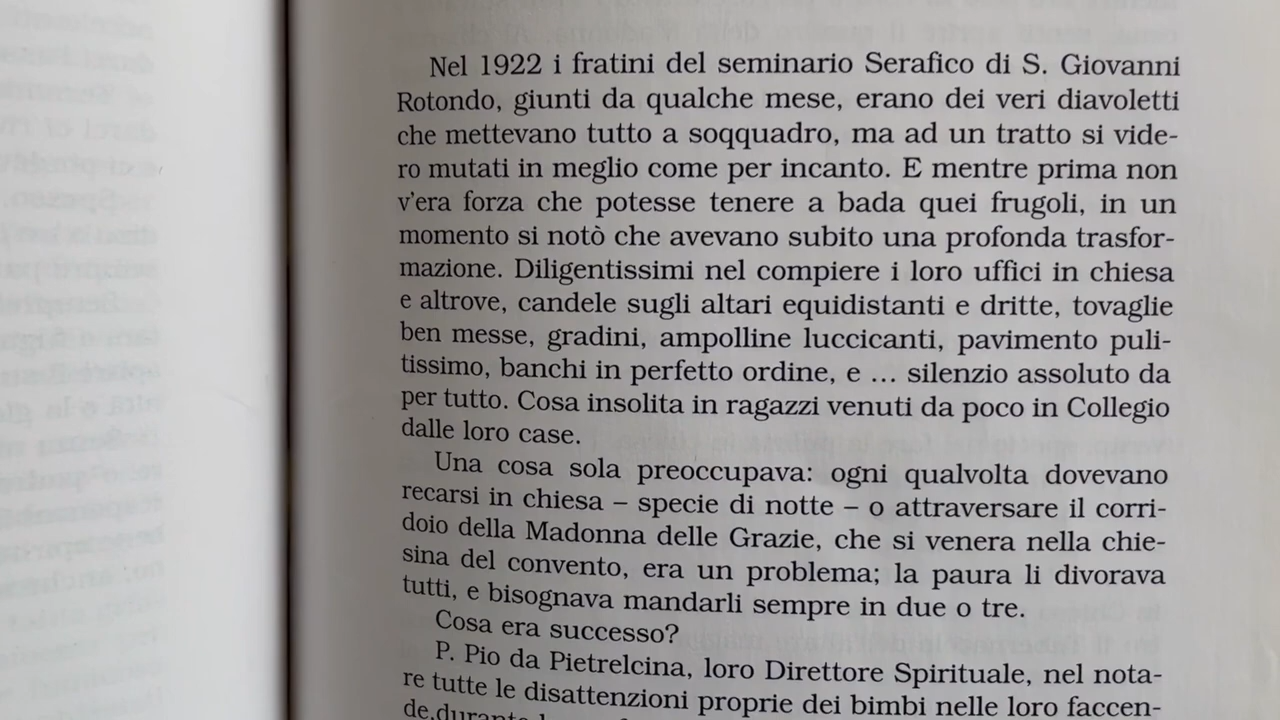 Nel 1922 i fratini del seminario Serafico di S. Giovanni
Rotondo, giunti da qualche mese, erano dei veri diavoletti
che mettevano tutto a soqquadro, ma ad un tratto si vide-
ro mutati in meglio come per incanto. E mentre prima non
v'era forza che potesse tenere a bada quei frugoli, in un
momento si notò che avevano subito una profonda trasfor-
mazione. Diligentissimi nel compiere i loro uffici in chiesa
e altrove, candele sugli altari equidistanti e dritte, tovaglie
ben messe, gradini, ampolline luccicanti, pavimento puli-
tissimo, banchi in perfetto ordine, e ... silenzio assoluto da
per tutto. Cosa insolita in ragazzi venuti da poco in Collegio
dalle loro case.
Una cosa sola preoccupava: ogni qualvolta dovevano
recarsi in chiesa – specie di notte – o attraversare il corri-
doio della Madonna delle Grazie, che si venera nella chie-
sina del convento, era un problema; la paura li divorava
tutti, e bisognava mandarli sempre in due o tre.
Cosa era successo?
P. Pio da Pietrelcina, loro Direttore Spirituale, nel nota-
re tutte le disattenzioni proprie dei bimbi nelle loro faccen-
de, durante